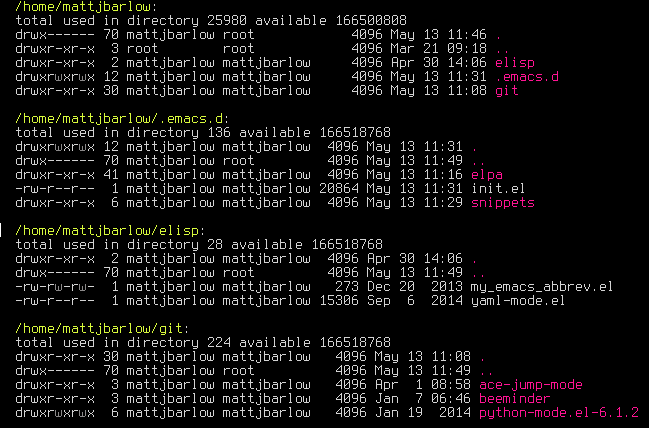 /home/mattjbarlow:
total used in directory 25980 available 166500808
drwx------ 70 mattjbarlow root 4096 May 13 11:46 .
drwxr-xr-x 3 root root 4096 Mar 21 09:18 ..
drwxr-xr-x 2 mattjbarlow mattjbarlow 4096 Apr 30 14:06 elisp
drwxrwxrwx 12 mattjbarlow mattjbarlow 4096 May 13 11:31 .emacs.d
drwxr-xr-x 30 mattjbarlow mattjbarlow 4096 May 13 11:08 git
/home/mattjbarlow/.emacs.d:
total used in directory 136 available 166518768
drwxrwxrwx 12 mattjbarlow mattjbarlow 4096 May 13 11:31 .
drwx------ 70 mattjbarlow root 4096 May 13 11:49 ..
drwxr-xr-x 41 mattjbarlow mattjbarlow 4096 May 13 11:16 elpa
-rw-r--r-- 1 mattjbarlow mattjbarlow 20864 May 13 11:31 init.el
drwxr-xr-x 6 mattjbarlow mattjbarlow 4096 May 13 11:29 snippets
/home/mattjbarlow/elisp:
total used in directory 28 available 166518768
drwxr-xr-x 2 mattjbarlow mattjbarlow 4096 Apr 30 14:06 .
drwx------ 70 mattjbarlow root 4096 May 13 11:49 ..
-rw-rw-rw- 1 mattjbarlow mattjbarlow 273 Dec 20 2013 my_emacs_abbrev.el
-rw-r--r-- 1 mattjbarlow mattjbarlow 15306 Sep 6 2014 yaml-mode.el
/home/mattjbarlow/git:
total used in directory 224 available 166518768
drwxr-xr-x 30 mattjbarlow mattjbarlow 4096 May 13 11:08 .
drwx------ 70 mattjbarlow root 4096 May 13 11:49 ..
drwxr-xr-x 3 mattjbarlow mattjbarlow 4096 Apr 1 08:58 ace-jump-mode
drwxrwxrwx 3 mattjbarlow mattjbarlow 4096 Jan 7 06:46 beeminder
drwxrwxrwx 6 mattjbarlow mattjbarlow 4096 Jan 19 2014 python-mode.el-6.1.2